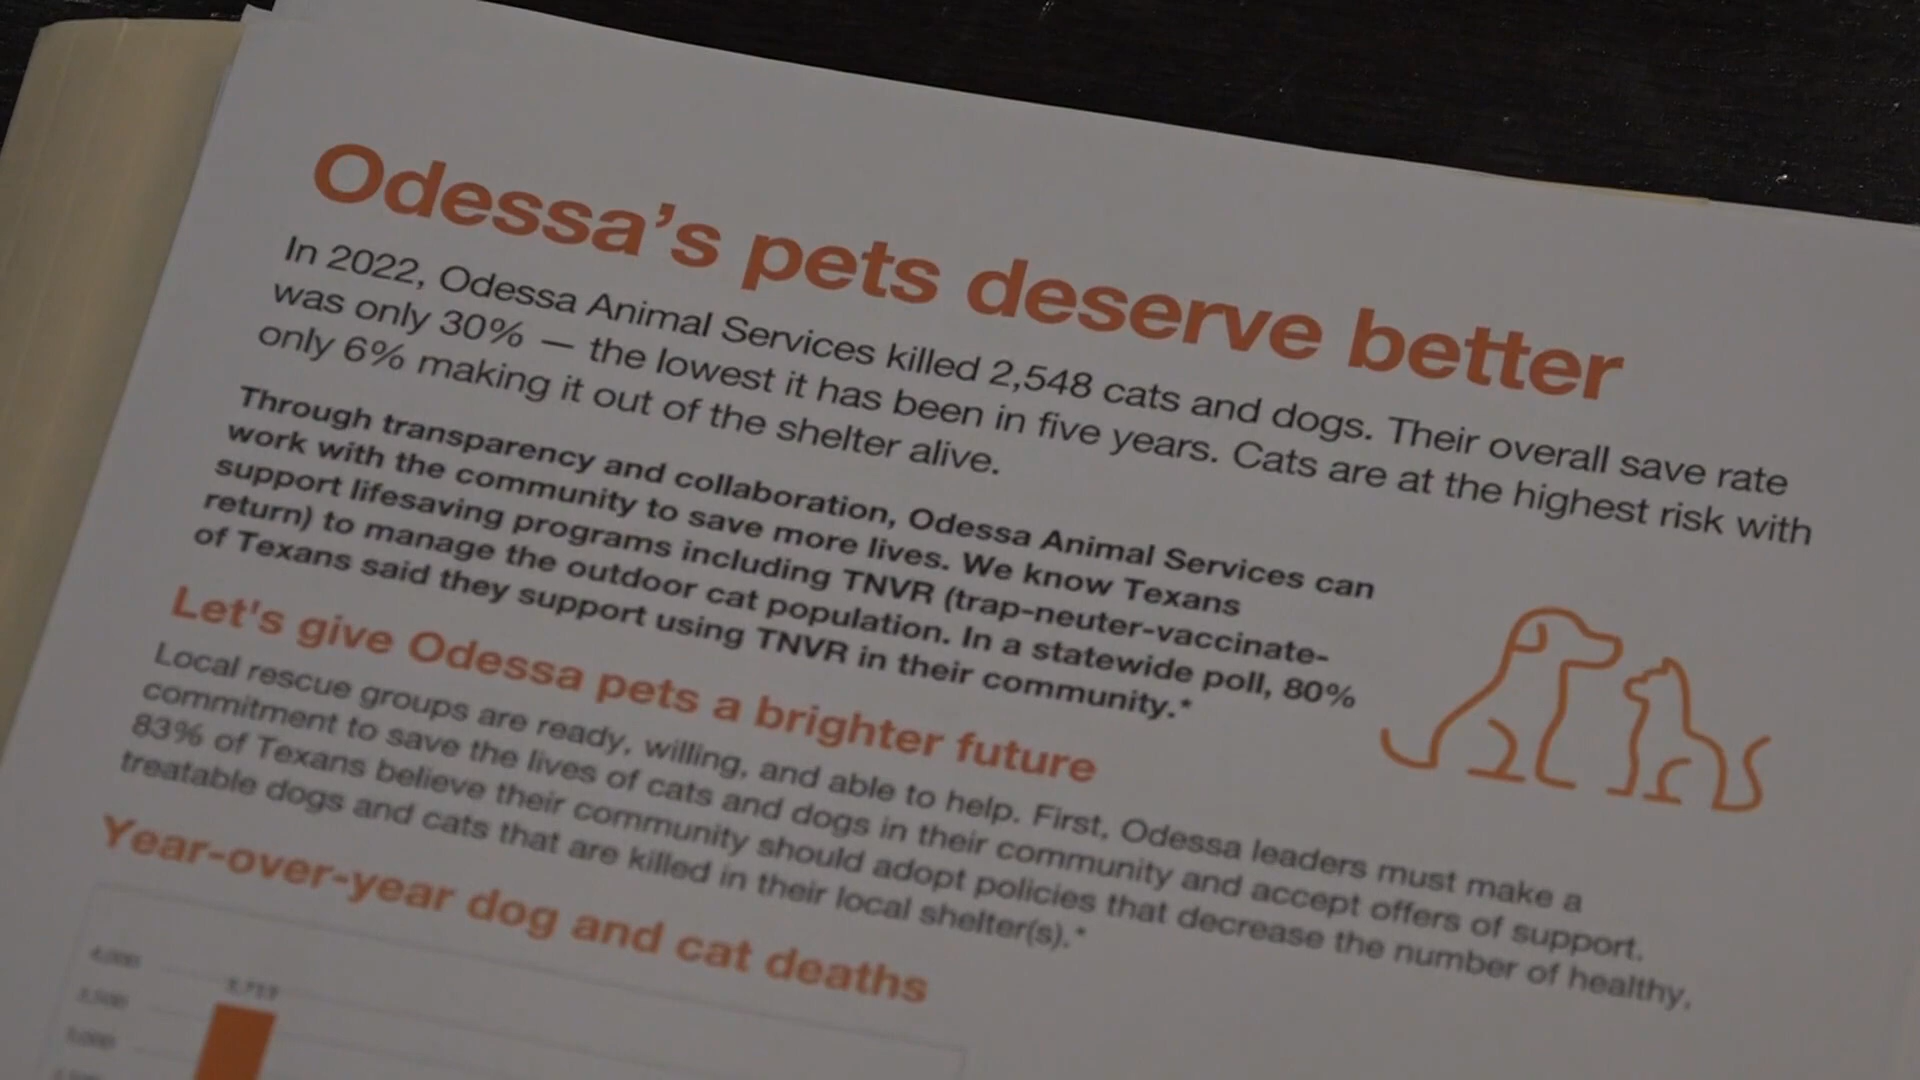 Odessa's pets deserve better
In 2022, Odessa Animal Services killed 2,548 cats and dogs. Their overall save rate
was only 30% — the lowest it has been in five years. Cats are at the highest risk with
only 6% making it out of the shelter alive.
Through transparency and collaboration, Odessa Animal Services can
work with the community to save more lives. We know Texans
support lifesaving programs including TNVR (trap-neuter-vaccinate-
return) to manage the outdoor cat population. In a statewide poll, 80%
of Texans said they support using TNVR in their community.*
Let's give Odessa pets a brighter future
Local rescue groups are ready, willing, and able to help. First, Odessa leaders must make a
commitment to save the lives of cats and dogs in their community and accept offers of support.
83% of Texans believe their community should adopt policies that decrease the number of healthy,
treatable dogs and cats that are killed in their local shelter(s).*
Year-over-year dog and cat deaths
4,000
3,500
3,000